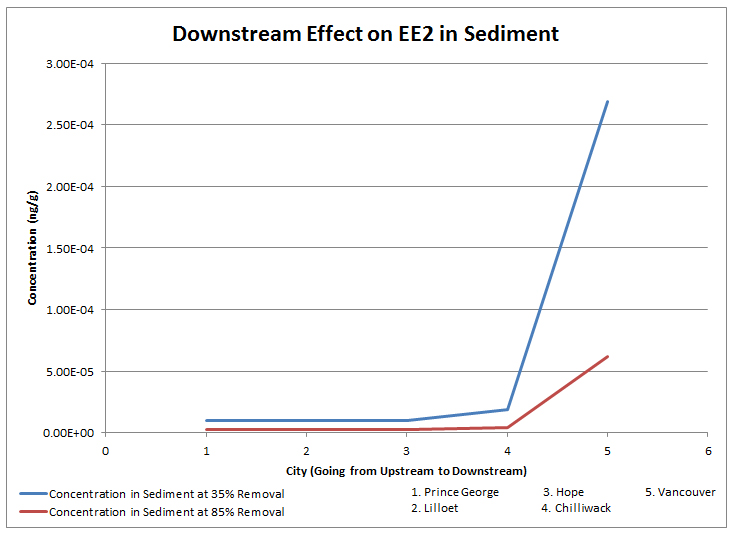 Downstream Effect on EE2 in Sediment
3.00E-04
2.50E-04
2.00E-04
1.50E-04
1.00E-04
5.00E-05
0.00E+00
Concentration (ng/g)
0 1 2 3 4 5 6
City (Going from Upstream to Downstream)
Concentration in Sediment at 35% Removal
Concentration in Sediment at 85% Removal
1. Prince George 3. Hope 5. Vancouver
2. Lilloet 4. Chilliwack